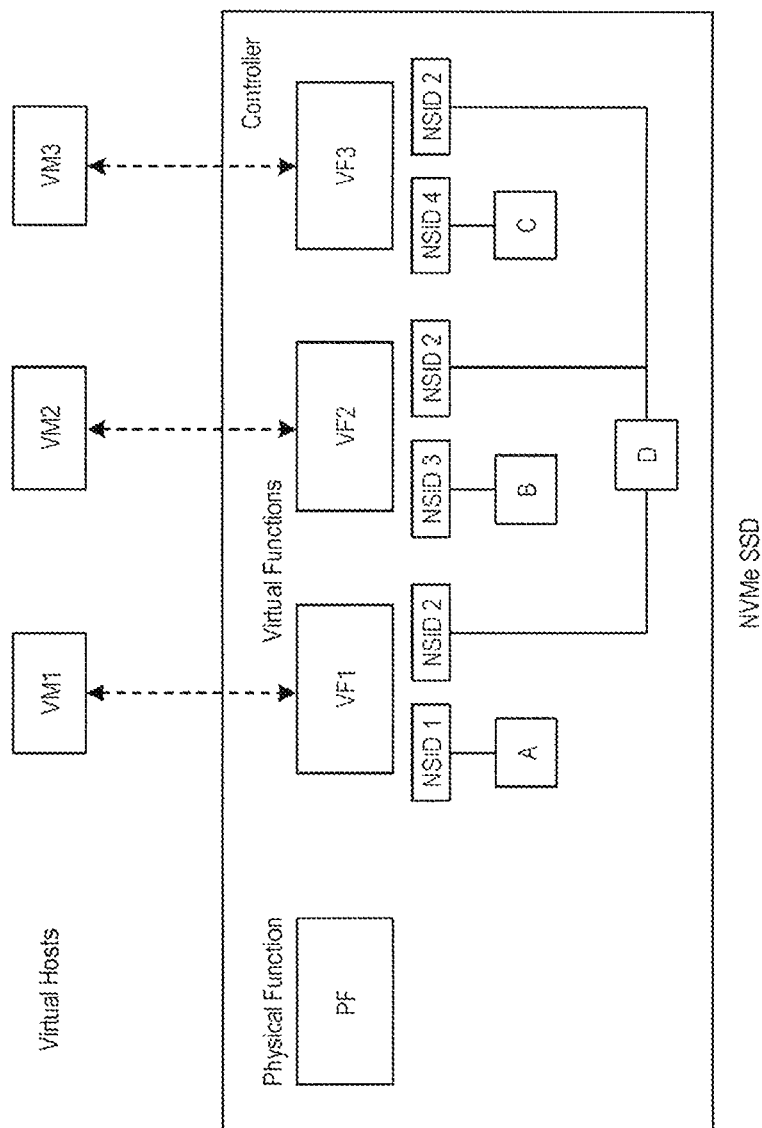 Virtual Hosts
VM1
VM2
VM3
Physical Function
Virtual Functions
Controller
PF
VF1
VF2
VF3
NSID 1
NSID 2
NSID 3
NSID 2
NSID 4
NSID 2
A
B
C
D
NVMe SSD